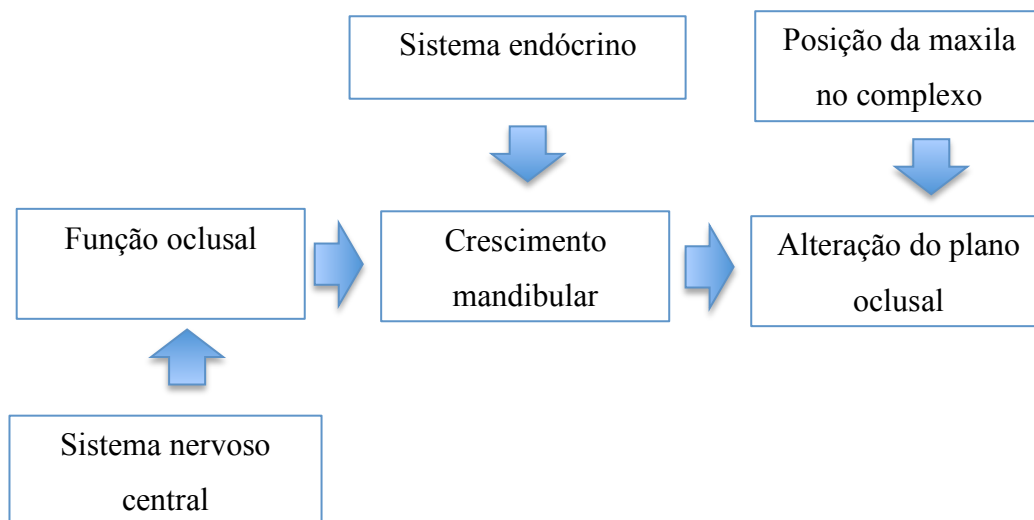 Sistema endócrino
Posição da maxila
no complexo
Função oclusal
Crescimento
mandibular
Alteração do plano
oclusal
Sistema nervoso
central